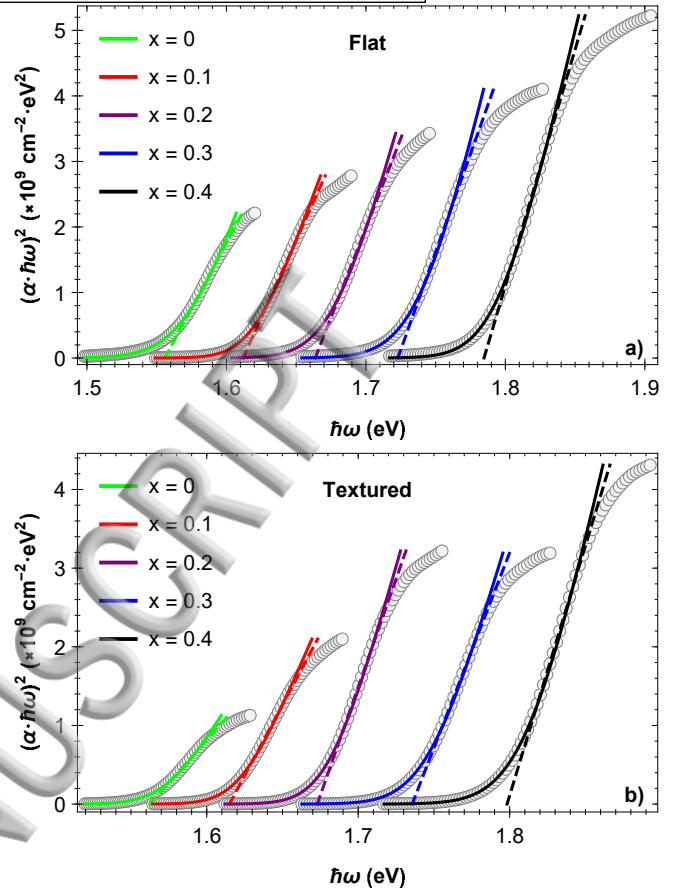 Flat
x = 0
x = 0.1
x = 0.2
x = 0.3
x = 0.4
(α·ħω)² (*10⁹ cm⁻²·eV²)
5
4
3
2
1
0
a)
1.5 1.6 1.7 1.8 1.9
ħω (eV)
Textured
x = 0
x = 0.1
x = 0.2
x = 0.3
x = 0.4
(α·ħω)² (*10⁹ cm⁻²·eV²)
4
3
2
1
0
b)
1.6 1.7 1.8
ħω (eV)
USCRIPT